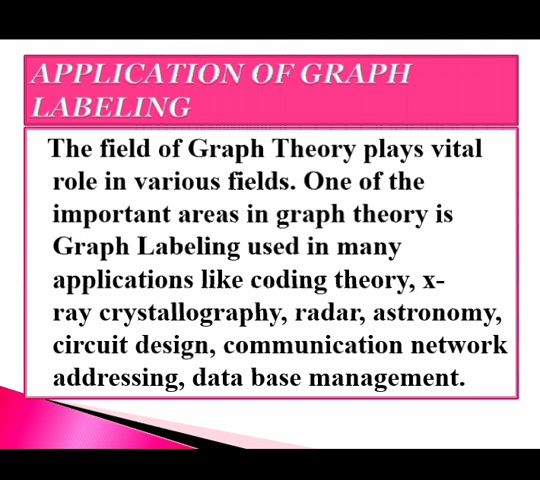 APPLICATION OF GRAPH
LABELING
The field of Graph Theory plays vital
role in various fields. One of the
important areas in graph theory is
Graph Labeling used in many
applications like coding theory, x-
ray crystallography, radar, astronomy,
circuit design, communication network
addressing, data base management.